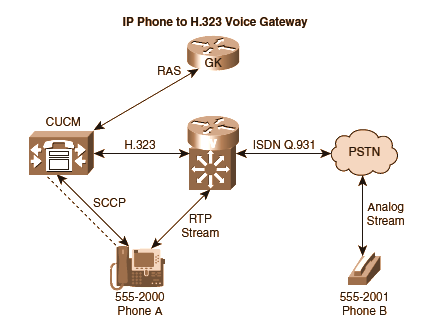 IP Phone to H.323 Voice Gateway
GK
RAS
CUCM
H.323
ISDN Q.931
PSTN
SCCP
RTP
Stream
Analog
Stream
555-2000
Phone A
555-2001
Phone B